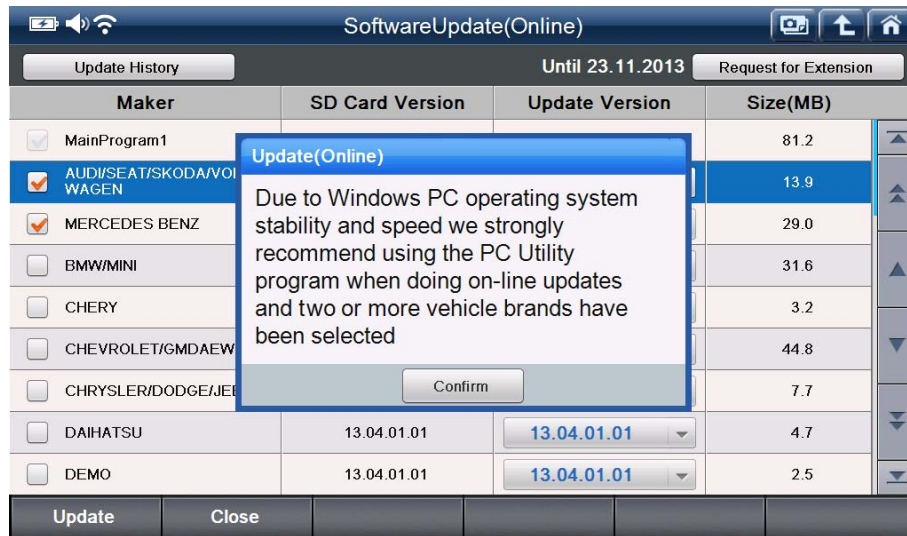 SoftwareUpdate(Online)
Update History
Until 23.11.2013
Request for Extension
Maker SD Card Version Update Version Size(MB)
MainProgram1 81.2
AUDI/SEAT/SKODA/VOL
WAGEN
13.9
MERCEDES BENZ 29.0
BMW/MINI 31.6
CHERY 3.2
CHEVROLET/GMDAEW 44.8
CHRYSLER/DODGE/JEE 7.7
DAIHATSU 13.04.01.01 13.04.01.01 4.7
DEMO 13.04.01.01 13.04.01.01 2.5
Update(Online)
Due to Windows PC operating system
stability and speed we strongly
recommend using the PC Utility
program when doing on-line updates
and two or more vehicle brands have
been selected
Confirm
Update Close